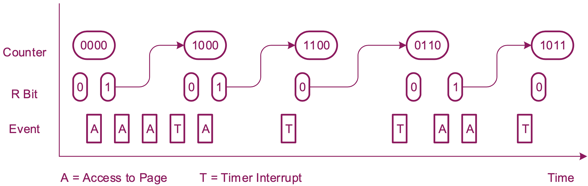 Counter 0000 1000 1100 0110 1011
R Bit 0 1 0 1 0 0 1 0
Event A A A T A T T A A T
A = Access to Page T = Timer Interrupt Time